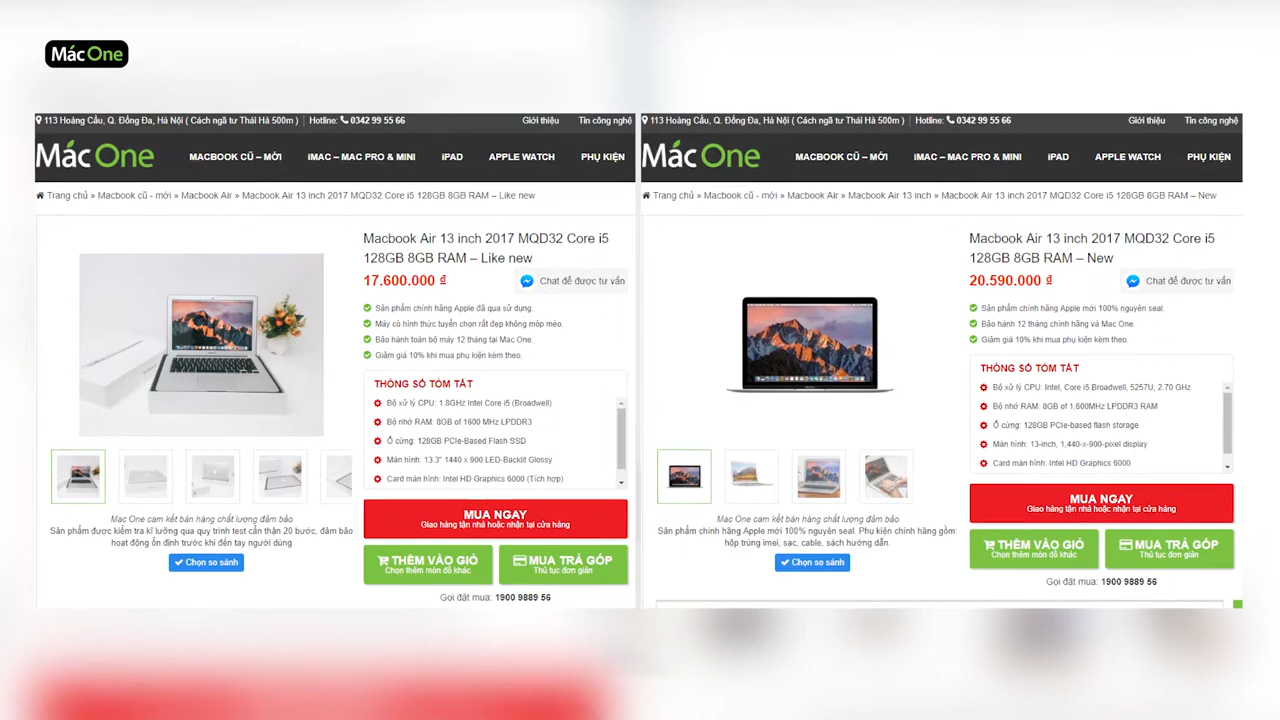 Mác One
113 Hoàng Cầu, Q. Đống Đa, Hà Nội ( Cách ngã tư Thái Hà 500m ) | Hotline: 0342 99 55 66 Giới thiệu Tin công nghệ
Mác One MACBOOK CŨ – MỚI iMAC – MAC PRO & MINI iPAD APPLE WATCH PHỤ KIỆN
Trang chủ » Macbook cũ - mới » Macbook Air » Macbook Air 13 inch 2017 MQD32 Core i5 128GB 8GB RAM – Like new
Macbook Air 13 inch 2017 MQD32 Core i5
128GB 8GB RAM – Like new
17.600.000 ₫ Chat để được tư vấn
Sản phẩm chính hãng Apple đã qua sử dụng.
Máy có hình thức tuyển chọn rất đẹp không móp méo.
Bảo hành toàn bộ máy 12 tháng tại Mac One.
Giảm giá 10% khi mua phụ kiện kèm theo.
THÔNG SỐ TÓM TẮT
Bộ xử lý CPU: 1.8GHz Intel Core i5 (Broadwell)
Bộ nhớ RAM: 8GB of 1600 MHz LPDDR3
Ổ cứng: 128GB PCIe-Based Flash SSD
Màn hình: 13.3" 1440 x 900 LED-Backlit Glossy
Card màn hình: Intel HD Graphics 6000 (Tích hợp)
MUA NGAY
Giao hàng tận nhà hoặc nhận tại cửa hàng
Mac One cam kết bán hàng chất lượng đảm bảo
Sản phẩm được kiểm tra kĩ lưỡng qua quy trình test cẩn thận 20 bước, đảm bảo
hoạt động ổn định trước khi đến tay người dùng
Chọn so sánh
THÊM VÀO GIỎ
Chọn thêm món đồ khác
MUA TRẢ GÓP
Thủ tục đơn giản
Gọi đặt mua: 1900 9889 56
113 Hoàng Cầu, Q. Đống Đa, Hà Nội ( Cách ngã tư Thái Hà 500m ) | Hotline: 0342 99 55 66 Giới thiệu Tin công nghệ
Mác One MACBOOK CŨ – MỚI iMAC – MAC PRO & MINI iPAD APPLE WATCH PHỤ KIỆN
Trang chủ » Macbook cũ - mới » Macbook Air » Macbook Air 13 inch » Macbook Air 13 inch 2017 MQD32 Core i5 128GB 8GB RAM – New
Macbook Air 13 inch 2017 MQD32 Core i5
128GB 8GB RAM – New
20.590.000 ₫ Chat để được tư vấn
Sản phẩm chính hãng Apple mới 100% nguyên seal.
Bảo hành 12 tháng chính hãng và Mac One.
Giảm giá 10% khi mua phụ kiện kèm theo.
THÔNG SỐ TÓM TẮT
Bộ xử lý CPU: Intel, Core i5 Broadwell, 5257U, 2.70 GHz
Bộ nhớ RAM: 8GB of 1,600MHz LPDDR3 RAM
Ổ cứng: 128GB PCIe-based flash storage
Màn hình: 13-inch, 1,440-x-900-pixel display
Card màn hình: Intel HD Graphics 6000
MUA NGAY
Giao hàng tận nhà hoặc nhận tại cửa hàng
Mac One cam kết bán hàng chất lượng đảm bảo
Sản phẩm chính hãng Apple mới 100% nguyên seal. Phụ kiện chính hãng gồm:
hộp trùng imei, sạc, cable, sách hướng dẫn.
Chọn so sánh
THÊM VÀO GIỎ
Chọn thêm món đồ khác
MUA TRẢ GÓP
Thủ tục đơn giản
Gọi đặt mua: 1900 9889 56